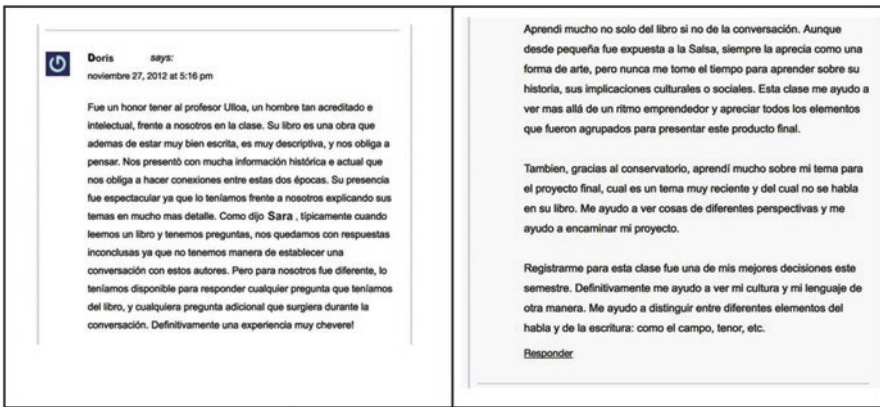 Doris says:
noviembre 27, 2012 at 5:16 pm
Fue un honor tener al profesor Ulloa, un hombre tan acreditado e
intelectual, frente a nosotros en la clase. Su libro es una obra que
ademas de estar muy bien escrita, es muy descriptiva, y nos obliga a
pensar. Nos presentò con mucha información histórica e actual que
nos obliga a hacer conexiones entre estas dos épocas. Su presencia
fue espectacular ya que lo teníamos frente a nosotros explicando sus
temas en mucho mas detalle. Como dijo Sara , típicamente cuando
leemos un libro y tenemos preguntas, nos quedamos con respuestas
inconclusas ya que no tenemos manera de establecer una
conversación con estos autores. Pero para nosotros fue diferente, lo
teníamos disponible para responder cualquier pregunta que teníamos
del libro, y cualquiera pregunta adicional que surgiera durante la
conversación. Definitivamente una experiencia muy chevere!
Aprendi mucho no solo del libro si no de la conversación. Aunque
desde pequeña fue expuesta a la Salsa, siempre la aprecia como una
forma de arte, pero nunca me tome el tiempo para aprender sobre su
historia, sus implicaciones culturales o sociales. Esta clase me ayudo a
ver mas allá de un ritmo emprendedor y apreciar todos los elementos
que fueron agrupados para presentar este producto final.
Tambien, gracias al conservatorio, aprendí mucho sobre mi tema para
el proyecto final, cual es un tema muy reciente y del cual no se habla
en su libro. Me ayudo a ver cosas de diferentes perspectivas y me
ayudo a encaminar mi proyecto.
Registrarme para esta clase fue una de mis mejores decisiones este
semestre. Definitivamente me ayudo a ver mi cultura y mi lenguaje de
otra manera. Me ayudo a distinguir entre diferentes elementos del
habla y de la escritura: como el campo, tenor, etc.
Responder